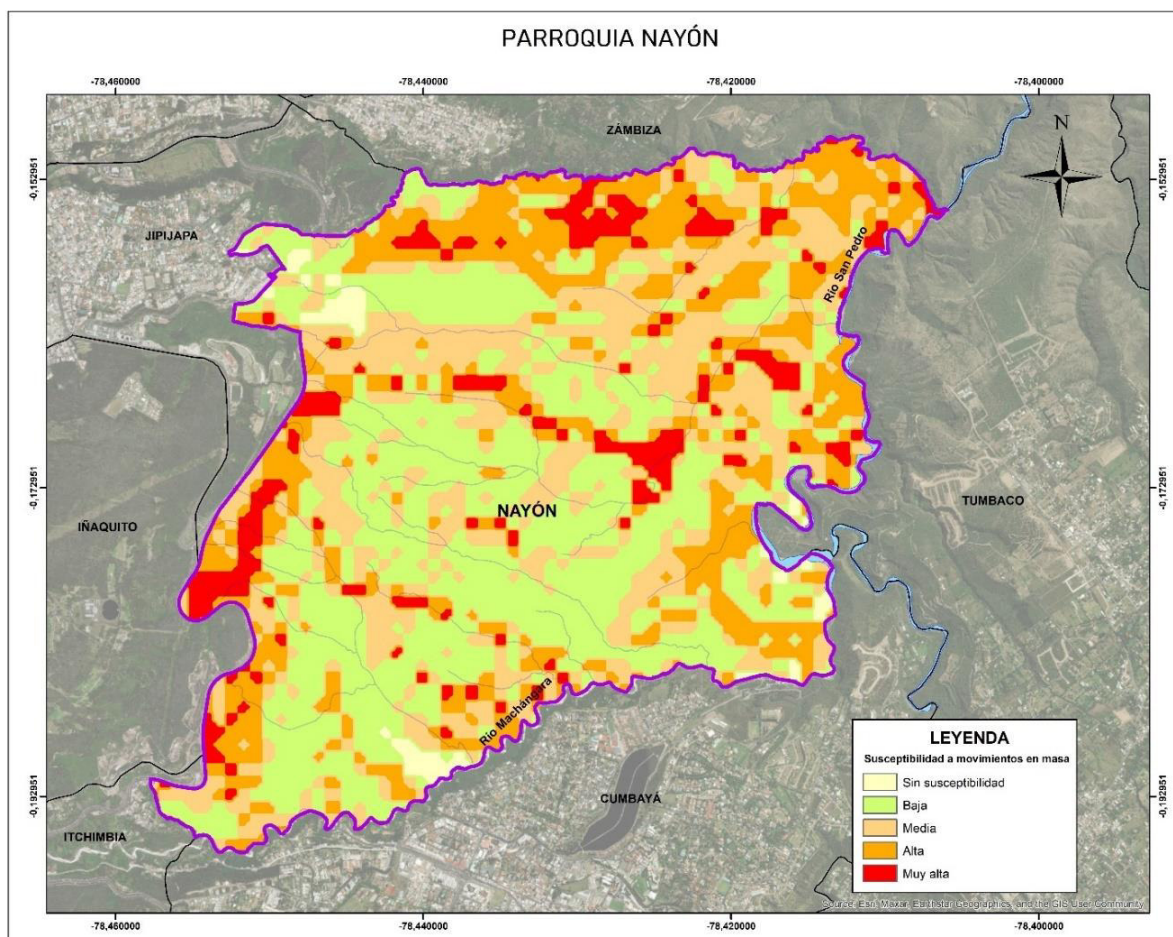 PARROQUIA NAYÓN
-78,460000
-78,440000
-78,420000
-78,400000
ZÁMBIZA
N
-0,152951
-0,152951
JIPIJAPA
Río San Pedro
-0,172951
-0,172951
NAYÓN
TUMBACO
IÑAQUITO
Río Machángara
LEYENDA
Susceptibilidad a movimientos en masa
Sin susceptibilidad
Baja
Media
Alta
Muy alta
-0,192951
-0,192951
CUMBAYÁ
ITCHIMBIA
Source: Esri, Maxar, Earthstar Geographics, and the GIS User Community
-78,460000
-78,440000
-78,420000
-78,400000